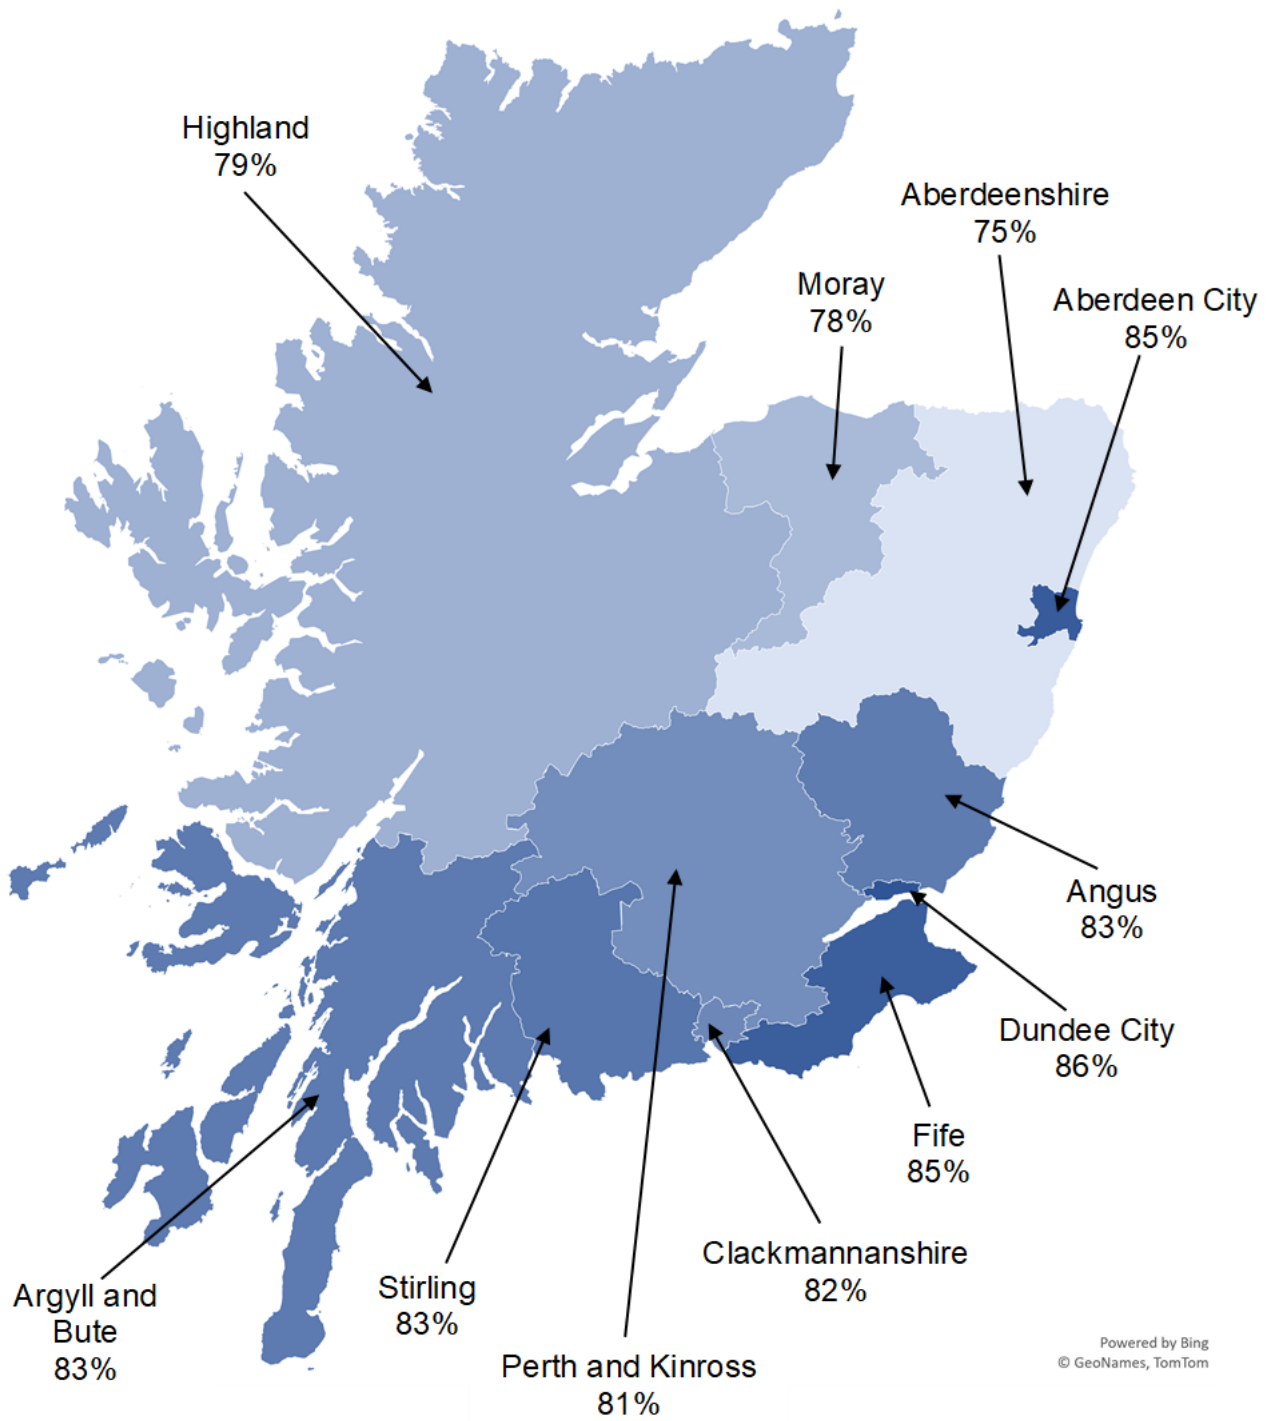 Highland
79%
Aberdeenshire
75%
Moray
78%
Aberdeen City
85%
Angus
83%
Dundee City
86%
Fife
85%
Clackmannanshire
82%
Stirling
83%
Argyll and
Bute
83%
Perth and Kinross
81%
Powered by Bing
© GeoNames, TomTom